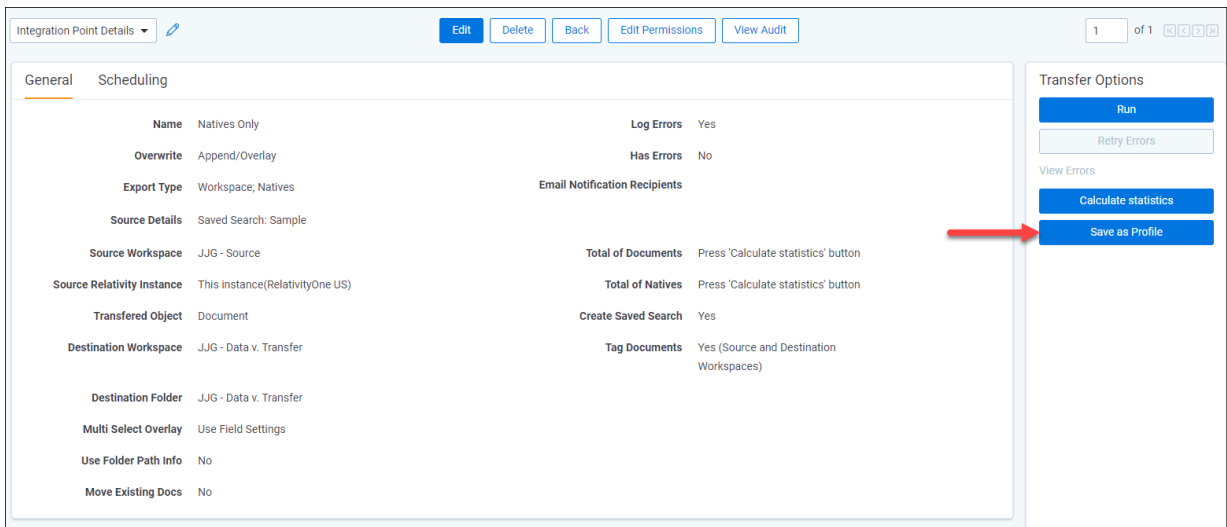 Integration Point Details
Edit
Delete
Back
Edit Permissions
View Audit
1
of 1
General
Scheduling
Name Natives Only
Overwrite Append/Overlay
Export Type Workspace; Natives
Source Details Saved Search: Sample
Source Workspace JJG - Source
Source Relativity Instance This instance(RelativityOne US)
Transfered Object Document
Destination Workspace JJG - Data v. Transfer
Destination Folder JJG - Data v. Transfer
Multi Select Overlay Use Field Settings
Use Folder Path Info No
Move Existing Docs No
Log Errors Yes
Has Errors No
Email Notification Recipients
Total of Documents Press 'Calculate statistics' button
Total of Natives Press 'Calculate statistics' button
Create Saved Search Yes
Tag Documents Yes (Source and Destination
Workspaces)
Transfer Options
Run
Retry Errors
View Errors
Calculate statistics
Save as Profile